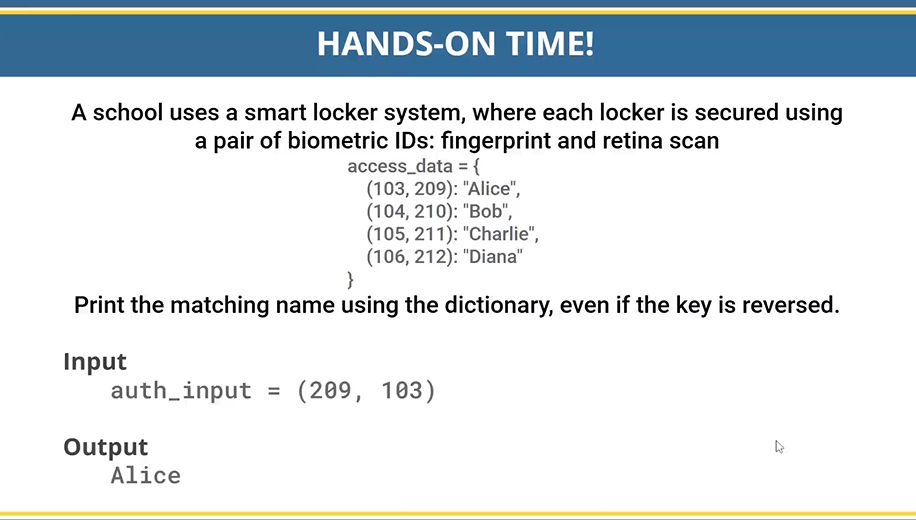 HANDS-ON TIME!
A school uses a smart locker system, where each locker is secured using
a pair of biometric IDs: fingerprint and retina scan
access_data = {
(103, 209): "Alice",
(104, 210): "Bob",
(105, 211): "Charlie",
(106, 212): "Diana"
}
Print the matching name using the dictionary, even if the key is reversed.
Input
auth_input = (209, 103)
Output
Alice